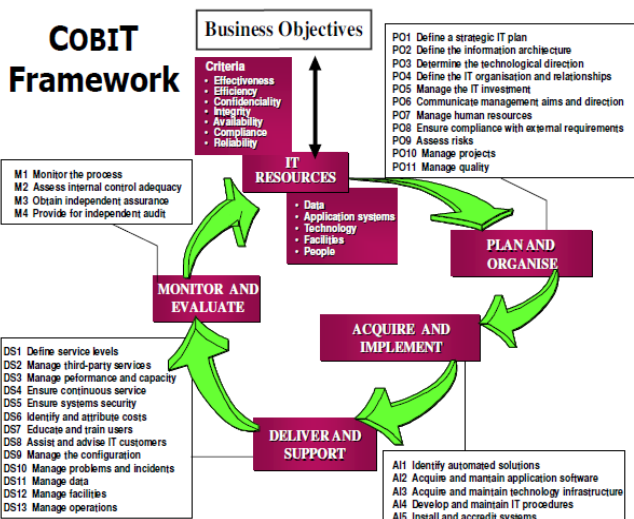 COBIT
Framework
Business Objectives
Criteria
• Effectiveness
• Efficiency
• Confidenciality
• Integrity
• Availability
• Compliance
• Reliability
IT
RESOURCES
• Data
• Application systems
• Technology
• Facilities
• People
PO1 Define a strategic IT plan
PO2 Define the information architecture
PO3 Determine the technological direction
PO4 Define the IT organisation and relationships
PO5 Manage the IT investment
PO6 Communicate management aims and direction
PO7 Manage human resources
PO8 Ensure compliance with external requirements
PO9 Assess risks
PO10 Manage projects
PO11 Manage quality
PLAN AND
ORGANISE
M1 Monitor the process
M2 Assess internal control adequacy
M3 Obtain independent assurance
M4 Provide for independent audit
MONITOR AND
EVALUATE
ACQUIRE AND
IMPLEMENT
DS1 Define service levels
DS2 Manage third-party services
DS3 Manage peformance and capacity
DS4 Ensure continuous service
DS5 Ensure systems security
DS6 Identify and attribute costs
DS7 Educate and train users
DS8 Assist and advise IT customers
DS9 Manage the configuration
DS10 Manage problems and incidents
DS11 Manage data
DS12 Manage facilities
DS13 Manage operations
DELIVER AND
SUPPORT
AI1 Identify automated solutions
AI2 Acquire and mantain application software
AI3 Acquire and maintain technology infrastructure
AI4 Develop and maintain IT procedures
AI5 Install and accredit systems